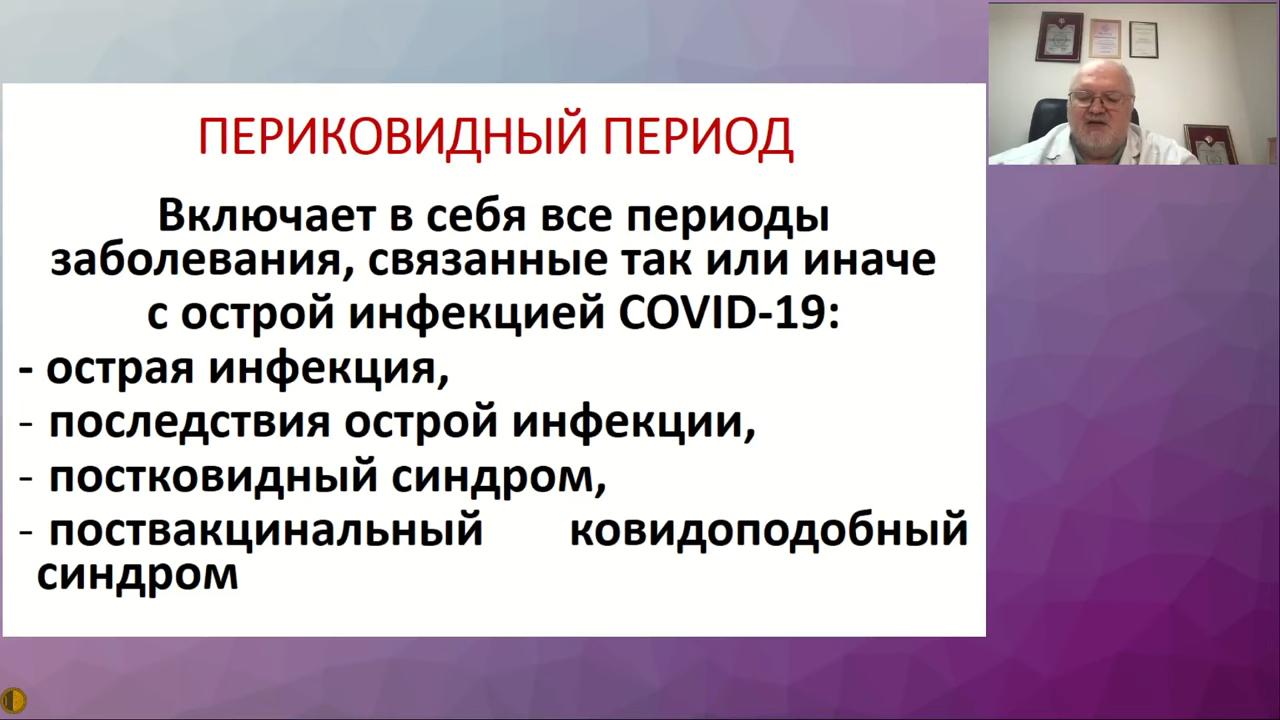 ПЕРИКОВИДНЫЙ ПЕРИОД
Включает в себя все периоды
заболевания, связанные так или иначе
с острой инфекцией COVID-19:
- острая инфекция,
- последствия острой инфекции,
- постковидный синдром,
- поствакцинальный ковидоподобный
синдром